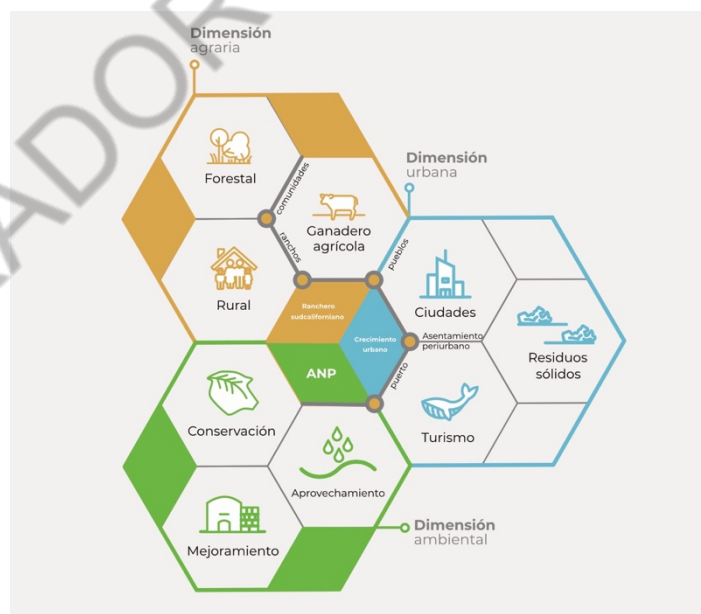 Dimensión
agraria
Forestal
comunidades
Ganadero
agrícola
ranchos
Rural
Dimensión
urbana
pueblos
Ciudades
Ranchero
sudcaliforniano
Crecimiento
urbano
Asentamiento
periurbano
Residuos
sólidos
ANP
puerto
Turismo
Conservación
Aprovechamiento
Mejoramiento
Dimensión
ambiental